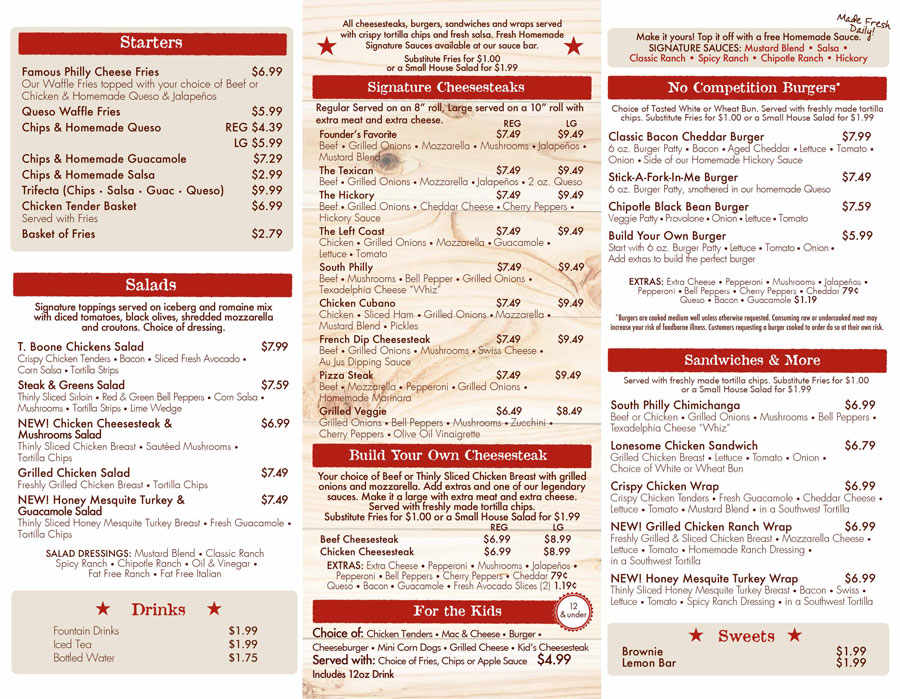 Starters
Famous Philly Cheese Fries $6.99
Our Waffle Fries topped with your choice of Beef or
Chicken & Homemade Queso & Jalapeños
Queso Waffle Fries $5.99
Chips & Homemade Queso REG $4.39
LG $5.99
Chips & Homemade Guacamole $7.29
Chips & Homemade Salsa $2.99
Trifecta (Chips · Salsa · Guac · Queso) $9.99
Chicken Tender Basket $6.99
Served with Fries
Basket of Fries $2.79
Salads
Signature toppings served on iceberg and romaine mix
with diced tomatoes, black olives, shredded mozzarella
and croutons. Choice of dressing.
T. Boone Chickens Salad $7.99
Crispy Chicken Tenders • Bacon • Sliced Fresh Avocado •
Corn Salsa • Tortilla Strips
Steak & Greens Salad $7.59
Thinly Sliced Sirloin • Red & Green Bell Peppers • Corn Salsa •
Mushrooms • Tortilla Strips • Lime Wedge
NEW! Chicken Cheesesteak & $6.99
Mushrooms Salad
Thinly Sliced Chicken Breast • Sautéed Mushrooms •
Tortilla Chips
Grilled Chicken Salad $7.49
Freshly Grilled Chicken Breast • Tortilla Chips
NEW! Honey Mesquite Turkey & $7.49
Guacamole Salad
Thinly Sliced Honey Mesquite Turkey Breast • Fresh Guacamole •
Tortilla Chips
SALAD DRESSINGS: Mustard Blend • Classic Ranch
Spicy Ranch • Chipotle Ranch • Oil & Vinegar •
Fat Free Ranch • Fat Free Italian
Drinks
Fountain Drinks $1.99
Iced Tea $1.99
Bottled Water $1.75
All cheesesteaks, burgers, sandwiches and wraps served
with crispy tortilla chips and fresh salsa. Fresh Homemade
Signature Sauces available at our sauce bar.
Substitute Fries for $1.00
or a Small House Salad for $1.99
Signature Cheesesteaks
Regular Served on an 8" roll, Large served on a 10" roll with
extra meat and extra cheese. REG LG
Founder's Favorite $7.49 $9.49
Beef • Grilled Onions • Mozzarella • Mushrooms • Jalapeños •
Mustard Blend
The Texican $7.49 $9.49
Beef • Grilled Onions • Mozzarella • Jalapeños • 2 oz. Queso
The Hickory $7.49 $9.49
Beef • Grilled Onions • Cheddar Cheese • Cherry Peppers •
Hickory Sauce
The Left Coast $7.49 $9.49
Chicken • Grilled Onions • Mozzarella • Guacamole •
Lettuce • Tomato
South Philly $7.49 $9.49
Beef • Mushrooms • Bell Pepper • Grilled Onions •
Texadelphia Cheese "Whiz"
Chicken Cubano $7.49 $9.49
Chicken • Sliced Ham • Grilled Onions • Mozzarella •
Mustard Blend • Pickles
French Dip Cheesesteak $7.49 $9.49
Beef • Grilled Onions • Mushrooms • Swiss Cheese •
Au Jus Dipping Sauce
Pizza Steak $7.49 $9.49
Beef • Mozzarella • Pepperoni • Grilled Onions •
Homemade Marinara
Grilled Veggie $6.49 $8.49
Grilled Onions • Bell Peppers • Mushrooms • Zucchini •
Cherry Peppers • Olive Oil Vinaigrette
Build Your Own Cheesesteak
Your choice of Beef or Thinly Sliced Chicken Breast with grilled
onions and mozzarella. Add extras and one of our legendary
sauces. Make it a large with extra meat and extra cheese.
Served with freshly made tortilla chips.
Substitute Fries for $1.00 or a Small House Salad for $1.99
REG LG
Beef Cheesesteak $6.99 $8.99
Chicken Cheesesteak $6.99 $8.99
EXTRAS: Extra Cheese • Pepperoni • Mushrooms • Jalapeños •
Pepperoni • Bell Peppers • Cherry Peppers • Cheddar 79¢
Queso • Bacon • Guacamole • Fresh Avocado Slices (2) 1.19¢
For the Kids
12
& under
Choice of: Chicken Tenders • Mac & Cheese • Burger •
Cheeseburger • Mini Corn Dogs • Grilled Cheese • Kid's Cheesesteak
Served with: Choice of Fries, Chips or Apple Sauce $4.99
Includes 12oz Drink
Made Fresh
Daily!
Make it yours! Top it off with a free Homemade Sauce.
SIGNATURE SAUCES: Mustard Blend • Salsa •
Classic Ranch • Spicy Ranch • Chipotle Ranch • Hickory
No Competition Burgers*
Choice of Tasted White or Wheat Bun. Served with freshly made tortilla
chips. Substitute Fries for $1.00 or a Small House Salad for $1.99
Classic Bacon Cheddar Burger $7.99
6 oz. Burger Patty • Bacon • Aged Cheddar • Lettuce • Tomato •
Onion • Side of our Homemade Hickory Sauce
Stick-A-Fork-In-Me Burger $7.49
6 oz. Burger Patty, smothered in our homemade Queso
Chipotle Black Bean Burger $7.59
Veggie Patty • Provolone • Onion • Lettuce • Tomato
Build Your Own Burger $5.99
Start with 6 oz. Burger Patty • Lettuce • Tomato • Onion •
Add extras to build the perfect burger
EXTRAS: Extra Cheese • Pepperoni • Mushrooms • Jalapeños •
Pepperoni • Bell Peppers • Cherry Peppers • Cheddar 79¢
Queso • Bacon • Guacamole $1.19
*Burgers are cooked medium well unless otherwise requested. Consuming raw or undercooked meat may
increase your risk of foodborne illness. Customers requesting a burger cooked to order do so at their own risk.
Sandwiches & More
Served with freshly made tortilla chips. Substitute Fries for $1.00
or a Small House Salad for $1.99
South Philly Chimichanga $6.99
Beef or Chicken • Grilled Onions • Mushrooms • Bell Peppers •
Texadelphia Cheese "Whiz"
Lonesome Chicken Sandwich $6.79
Grilled Chicken Breast • Lettuce • Tomato • Onion •
Choice of White or Wheat Bun
Crispy Chicken Wrap $6.99
Crispy Chicken Tenders • Fresh Guacamole • Cheddar Cheese •
Lettuce • Tomato • Mustard Blend • in a Southwest Tortilla
NEW! Grilled Chicken Ranch Wrap $6.99
Freshly Grilled & Sliced Chicken Breast • Mozzarella Cheese •
Lettuce • Tomato • Homemade Ranch Dressing •
in a Southwest Tortilla
NEW! Honey Mesquite Turkey Wrap $6.99
Thinly Sliced Honey Mesquite Turkey Breast • Bacon • Swiss •
Lettuce • Tomato • Spicy Ranch Dressing • in a Southwest Tortilla
Sweets
Brownie $1.99
Lemon Bar $1.99